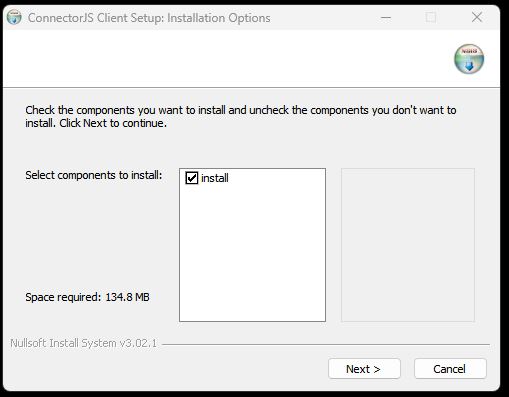 ConnectorJS Client Setup: Installation Options
Check the components you want to install and uncheck the components you don't want to
install. Click Next to continue.
Select components to install:
install
Space required: 134.8 MB
Nullsoft Install System v3.02.1
Next >
Cancel